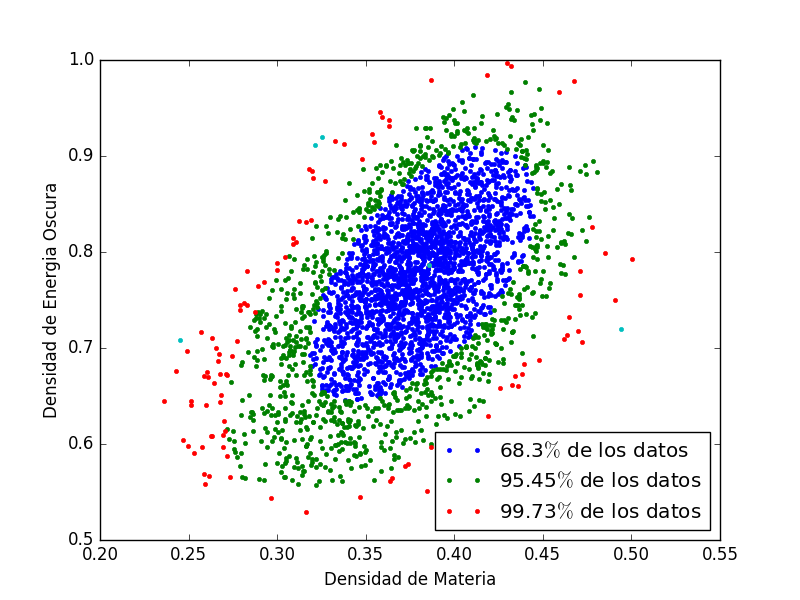 1.0
0.9
0.8
0.7
0.6
0.5
Densidad de Energia Oscura
68.3% de los datos
95.45% de los datos
99.73% de los datos
0.20 0.25 0.30 0.35 0.40 0.45 0.50 0.55
Densidad de Materia